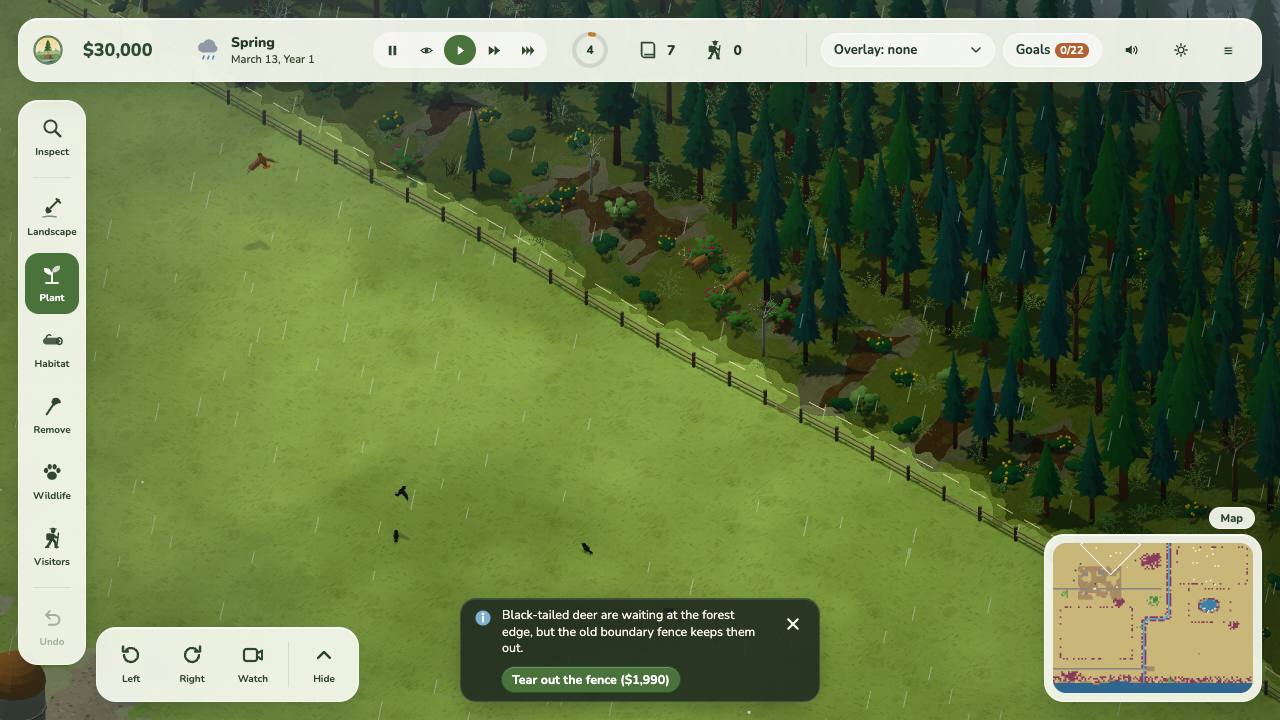 $30,000
Spring
March 13, Year 1
4
7
0
Overlay: none
Goals 0/22
Inspect
Landscape
Plant
Habitat
Remove
Wildlife
Visitors
Undo
Left
Right
Watch
Hide
Black-tailed deer are waiting at the forest
edge, but the old boundary fence keeps them
out.
Tear out the fence ($1,990)
Map